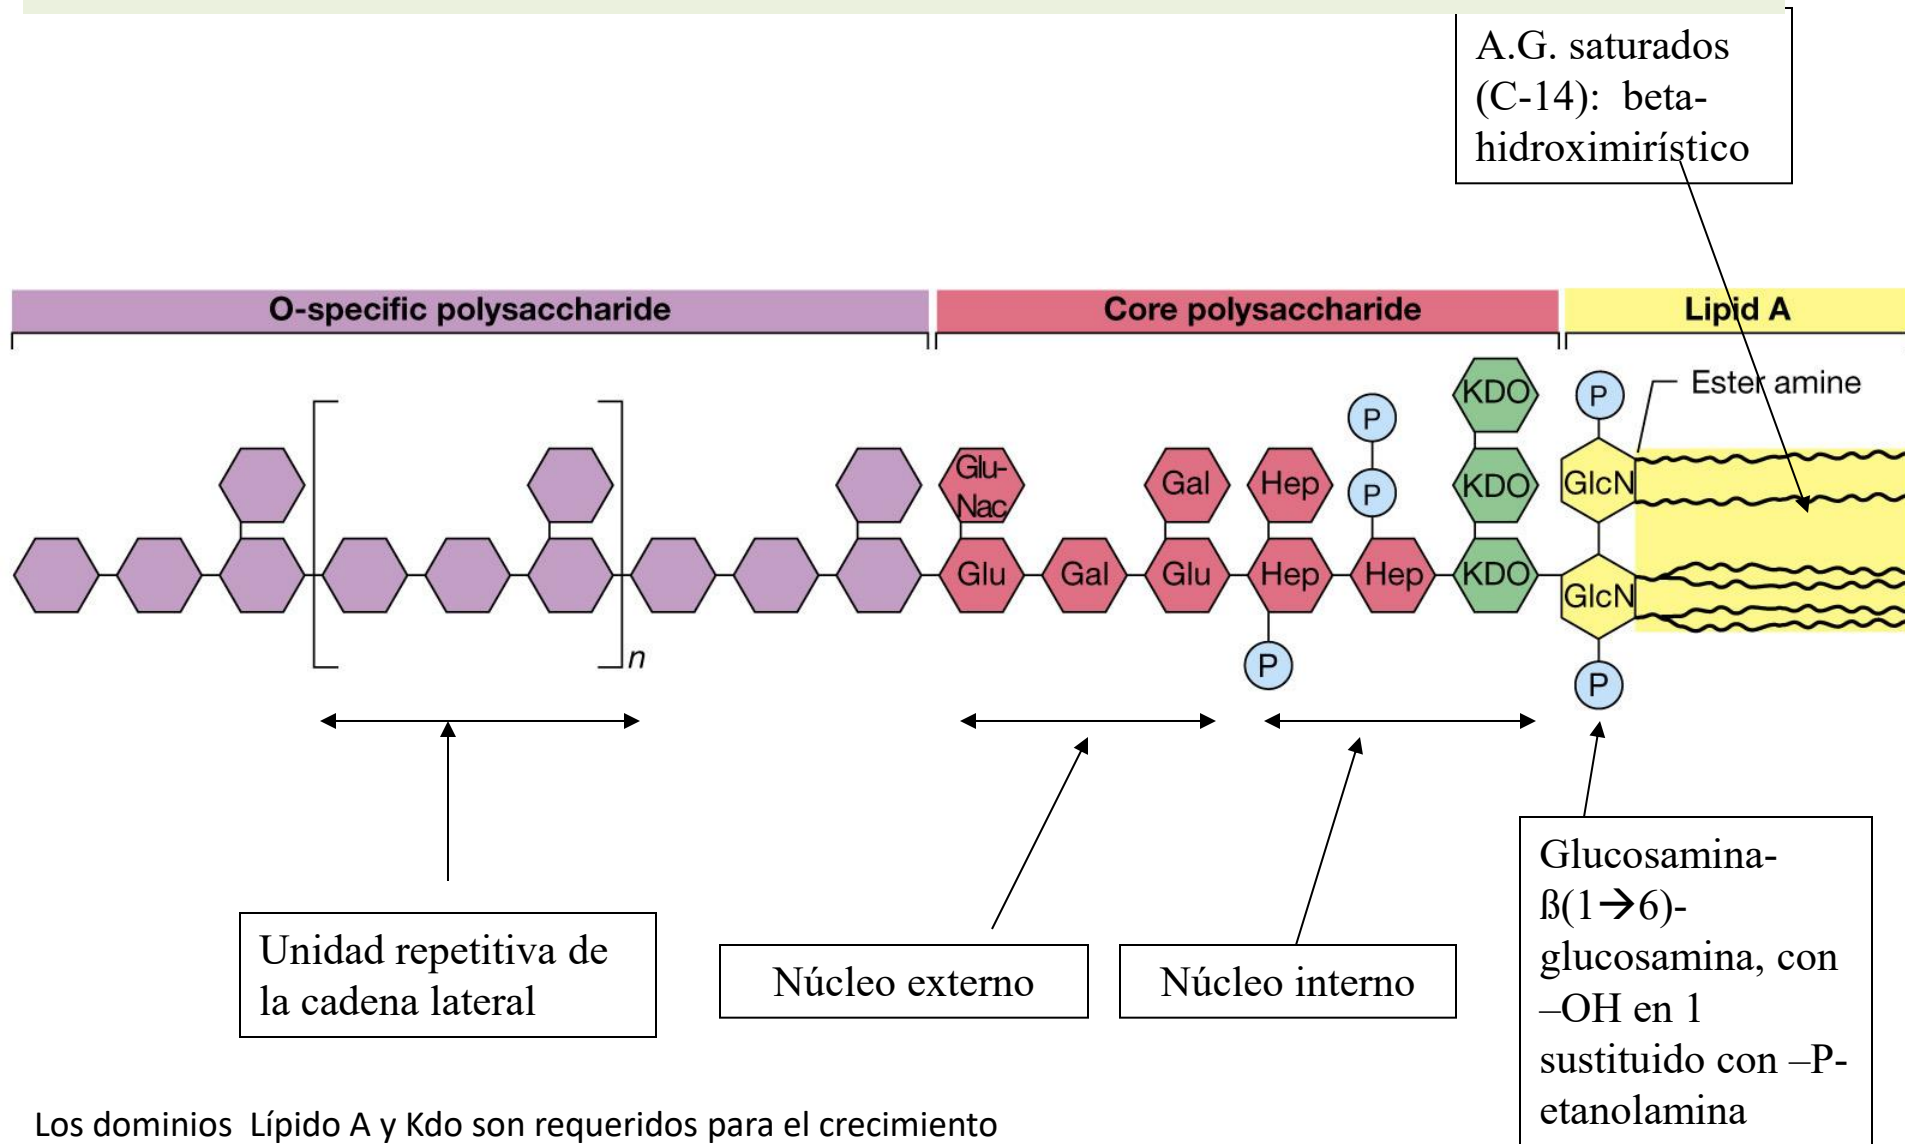 A.G. saturados
(C-14): beta-
hidroximirístico
O-specific polysaccharide
Core polysaccharide
Lipid A
Ester amine
P
P
P
KDO
Glu-
Nac
Gal
Hep
KDO
GlcN
Glu
Gal
Glu
Hep
Hep
KDO
GlcN
n
P
P
Unidad repetitiva de
la cadena lateral
Núcleo externo
Núcleo interno
Glucosamina-
ß(1→6)-
glucosamina, con
–OH en 1
sustituido con –P-
etanolamina
Los dominios Lípido A y Kdo son requeridos para el crecimiento